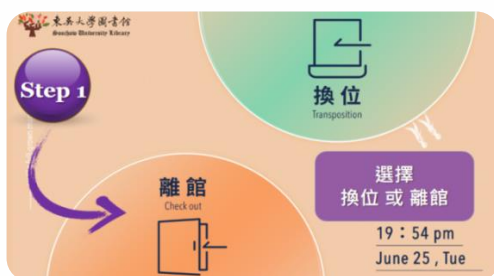 東吳大學圖書館
Soochow University Library
Step 1
換位
Transposition
離館
Check out
選擇
換位 或 離館
19：54 pm
June 25 , Tue